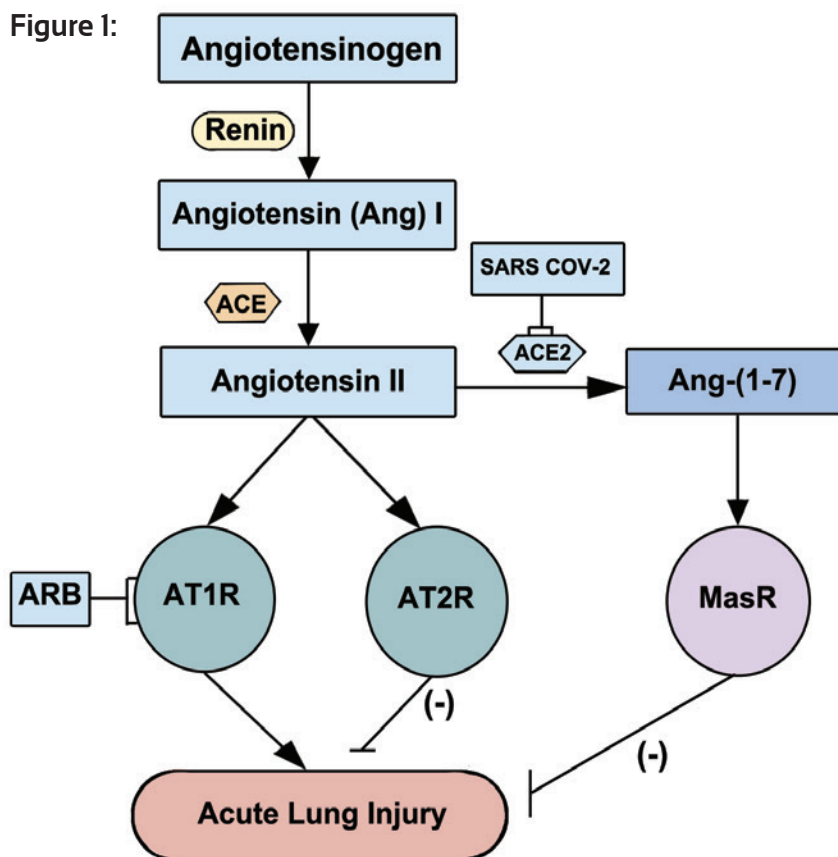 Figure 1:
Angiotensinogen
Renin
Angiotensin (Ang) I
SARS COV-2
ACE
ACE2
Angiotensin II
Ang-(1-7)
ARB
AT1R
AT2R
MasR
(-)
(-)
Acute Lung Injury